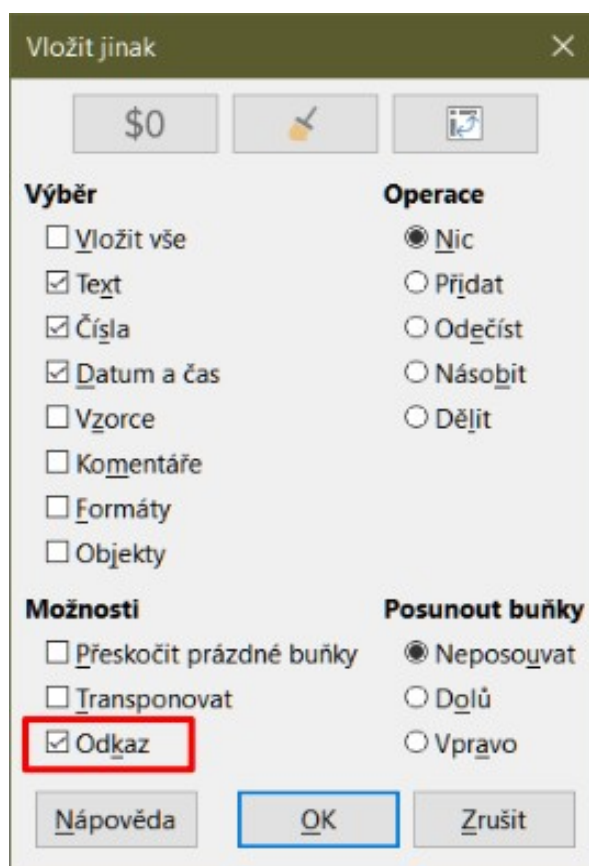 Vložit jinak
$0
Výběr
Vložit vše
Text
Čísla
Datum a čas
Vzorce
Komentáře
Formáty
Objekty
Operace
Nic
Přidat
Odečíst
Násobit
Dělit
Možnosti
Přeskočit prázdné buňky
Transponovat
Odkaz
Posunout buňky
Neposouvat
Dolů
Vpravo
Nápověda
OK
Zrušit